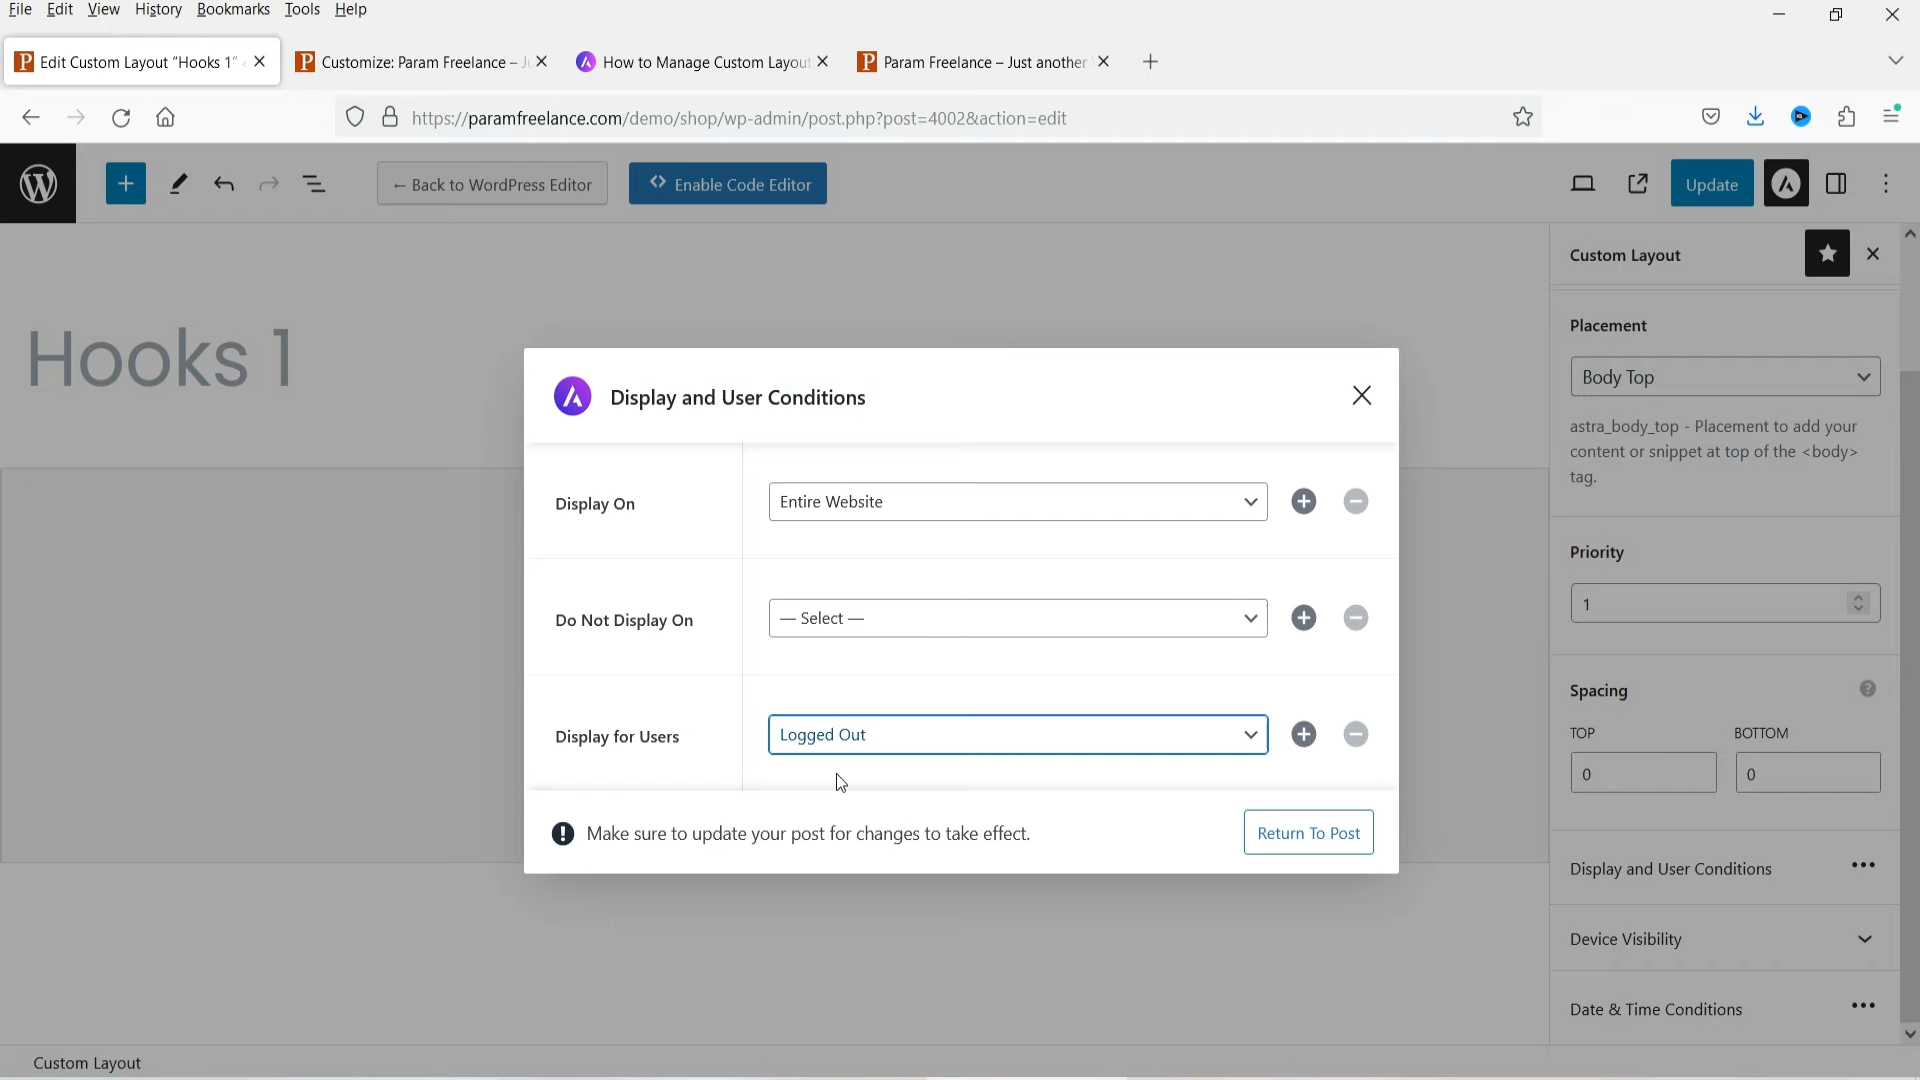 File Edit View History Bookmarks Tools Help
Edit Custom Layout “Hooks 1”
Customize: Param Freelance –
How to Manage Custom Layou
Param Freelance – Just another
https://paramfreelance.com/demo/shop/wp-admin/post.php?post=4002&action=edit
← Back to WordPress Editor
Enable Code Editor
Update
Hooks 1
Display and User Conditions
Display On
Entire Website
Do Not Display On
— Select —
Display for Users
Logged Out
Make sure to update your post for changes to take effect.
Return To Post
Custom Layout
Placement
Body Top
astra_body_top - Placement to add your
content or snippet at top of the <body>
tag.
Priority
1
Spacing
TOP BOTTOM
0 0
Display and User Conditions
Device Visibility
Date & Time Conditions
Custom Layout